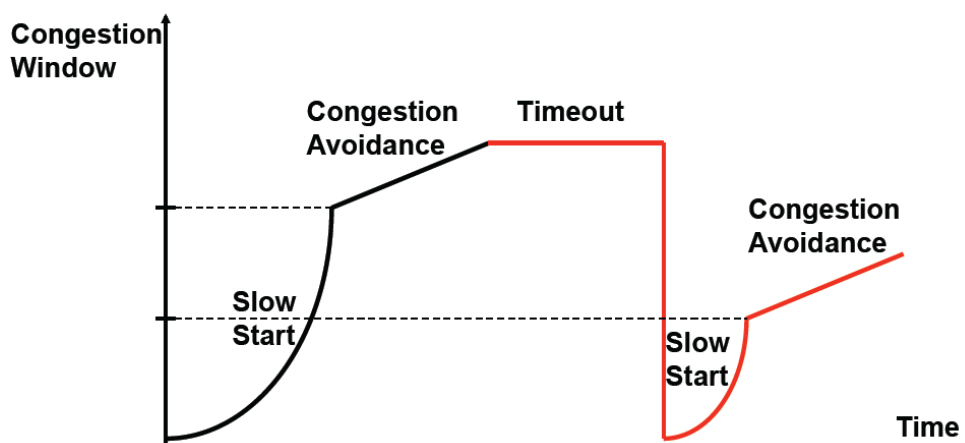 Congestion
Window
Congestion
Avoidance
Timeout
Congestion
Avoidance
Slow
Start
Slow
Start
Time